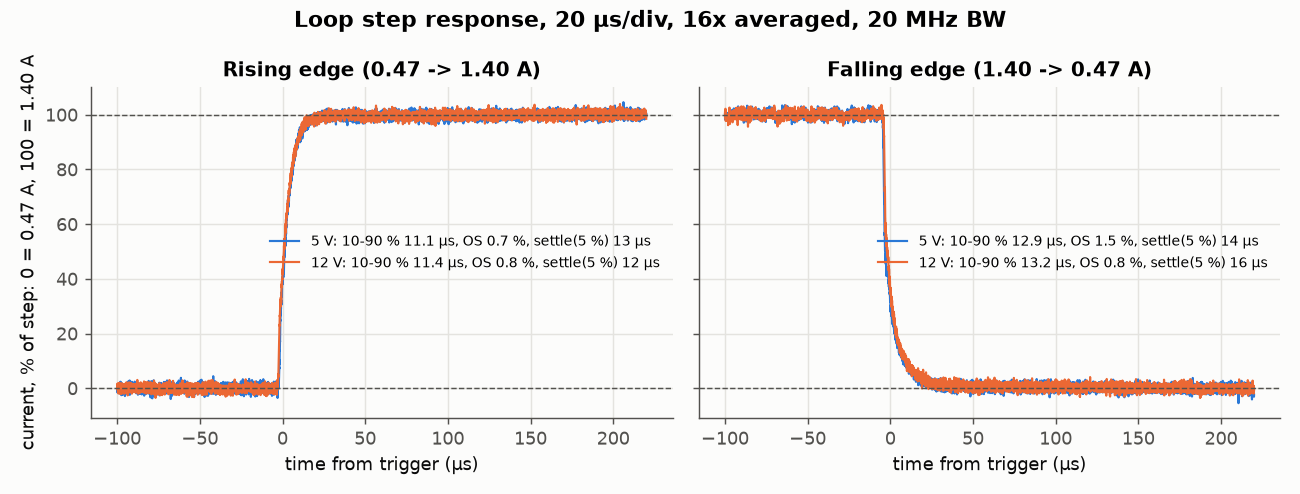 Loop step response, 20 µs/div, 16x averaged, 20 MHz BW
Rising edge (0.47 -> 1.40 A)
current, % of step: 0 = 0.47 A, 100 = 1.40 A
100
80
60
40
20
0
5 V: 10-90 % 11.1 µs, OS 0.7 %, settle(5 %) 13 µs
12 V: 10-90 % 11.4 µs, OS 0.8 %, settle(5 %) 12 µs
−100 −50 0 50 100 150 200
time from trigger (µs)
Falling edge (1.40 -> 0.47 A)
5 V: 10-90 % 12.9 µs, OS 1.5 %, settle(5 %) 14 µs
12 V: 10-90 % 13.2 µs, OS 0.8 %, settle(5 %) 16 µs
−100 −50 0 50 100 150 200
time from trigger (µs)